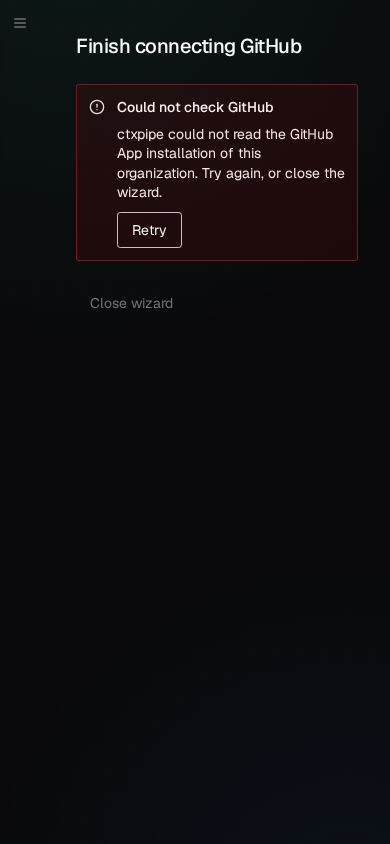 Finish connecting GitHub
Could not check GitHub
ctxpipe could not read the GitHub
App installation of this
organization. Try again, or close the
wizard.
Retry
Close wizard